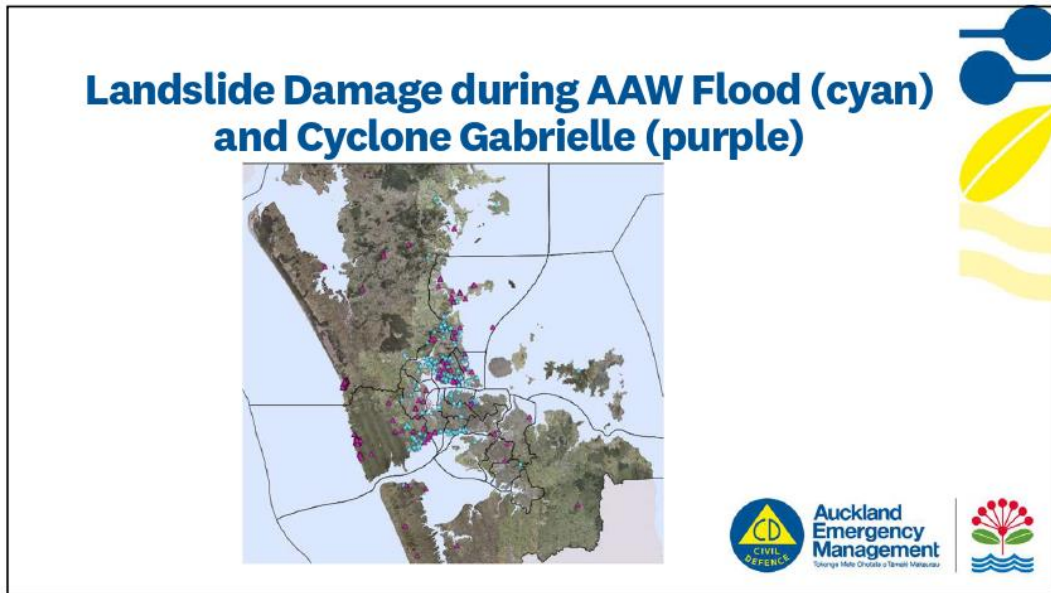 Landslide Damage during AAW Flood (cyan)
and Cyclone Gabrielle (purple)
CD
CIVIL
DEFENCE
Auckland
Emergency
Management